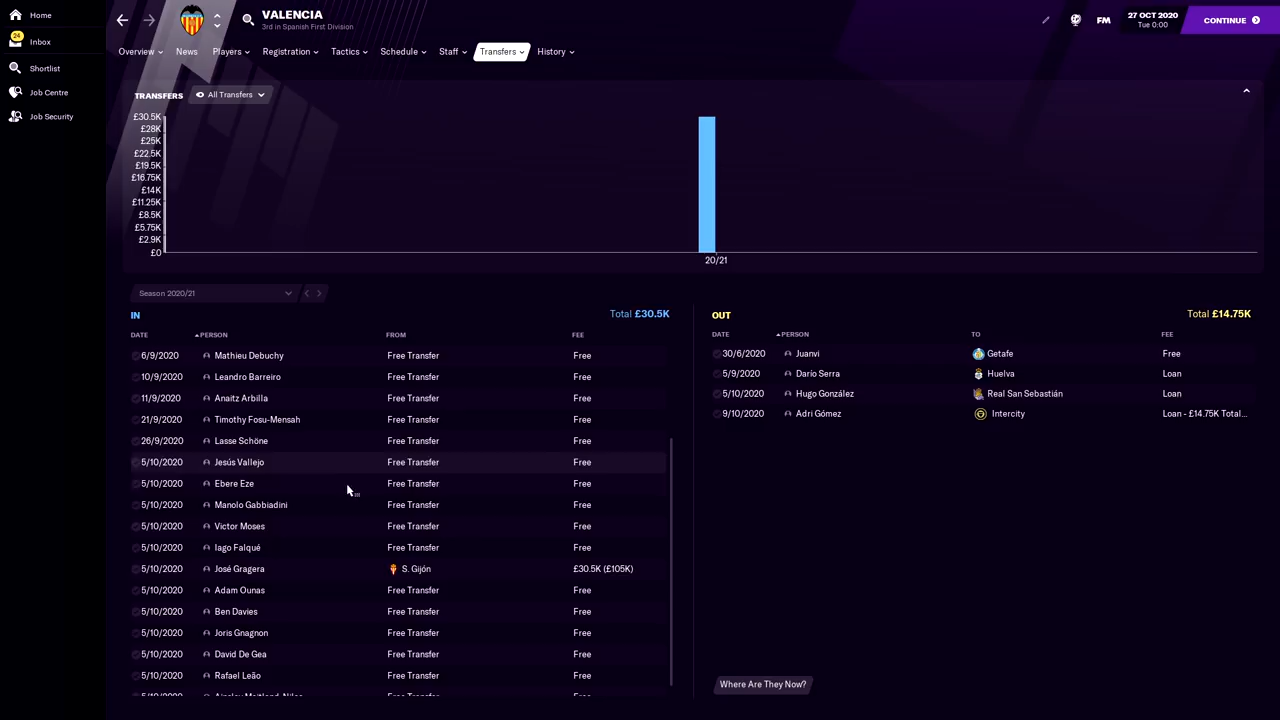 Home
24
Inbox
Shortlist
Job Centre
Job Security
VALENCIA
3rd in Spanish First Division
FM
27 OCT 2020
Tue 0:00
CONTINUE
Overview
News
Players
Registration
Tactics
Schedule
Staff
Transfers
History
TRANSFERS
All Transfers
£30.5K
£28K
£25K
£22.5K
£19.5K
£16.75K
£14K
£11.25K
£8.5K
£5.75K
£2.9K
£0
20/21
Season 2020/21
IN
Total £30.5K
DATE PERSON FROM FEE
6/9/2020 Mathieu Debuchy Free Transfer Free
10/9/2020 Leandro Barreiro Free Transfer Free
11/9/2020 Anaitz Arbilla Free Transfer Free
21/9/2020 Timothy Fosu-Mensah Free Transfer Free
26/9/2020 Lasse Schöne Free Transfer Free
5/10/2020 Jesús Vallejo Free Transfer Free
5/10/2020 Ebere Eze Free Transfer Free
5/10/2020 Manolo Gabbiadini Free Transfer Free
5/10/2020 Victor Moses Free Transfer Free
5/10/2020 Iago Falqué Free Transfer Free
5/10/2020 José Gragera S. Gijón £30.5K (£105K)
5/10/2020 Adam Ounas Free Transfer Free
5/10/2020 Ben Davies Free Transfer Free
5/10/2020 Joris Gnagnon Free Transfer Free
5/10/2020 David De Gea Free Transfer Free
5/10/2020 Rafael Leão Free Transfer Free
OUT
Total £14.75K
DATE PERSON TO FEE
30/6/2020 Juanvi Getafe Free
5/9/2020 Darío Serra Huelva Loan
5/10/2020 Hugo González Real San Sebastián Loan
9/10/2020 Adri Gómez Intercity Loan - £14.75K Total...
Where Are They Now?